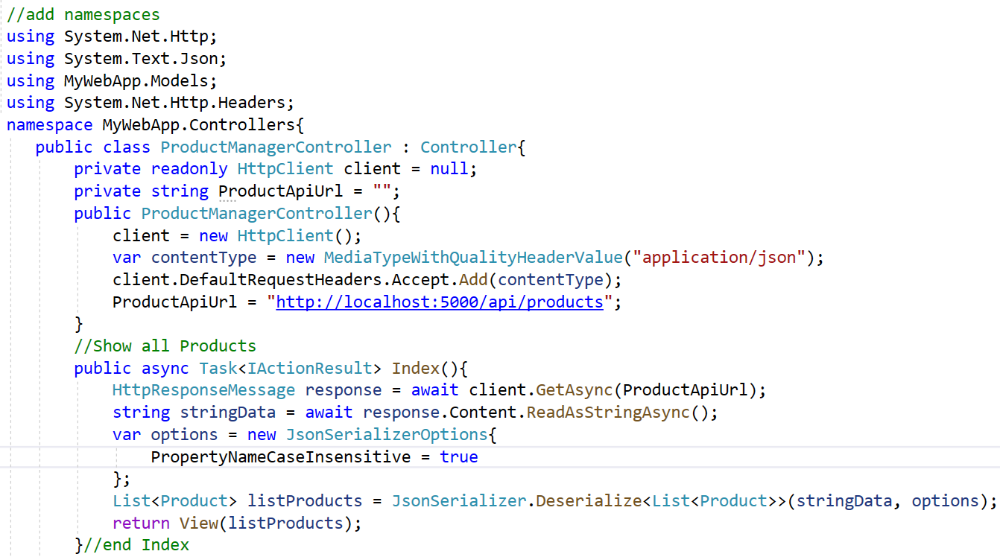 //add namespaces
using System.Net.Http;
using System.Text.Json;
using MyWebApp.Models;
using System.Net.Http.Headers;
namespace MyWebApp.Controllers{
public class ProductManagerController : Controller{
private readonly HttpClient client = null;
private string ProductApiUrl = "";
public ProductManagerController(){
client = new HttpClient();
var contentType = new MediaTypeWithQualityHeaderValue("application/json");
client.DefaultRequestHeaders.Accept.Add(contentType);
ProductApiUrl = "http://localhost:5000/api/products";
}
//Show all Products
public async Task<IActionResult> Index(){
HttpResponseMessage response = await client.GetAsync(ProductApiUrl);
string stringData = await response.Content.ReadAsStringAsync();
var options = new JsonSerializerOptions{
PropertyNameCaseInsensitive = true
};
List<Product> listProducts = JsonSerializer.Deserialize<List<Product>>(stringData, options);
return View(listProducts);
}//end Index